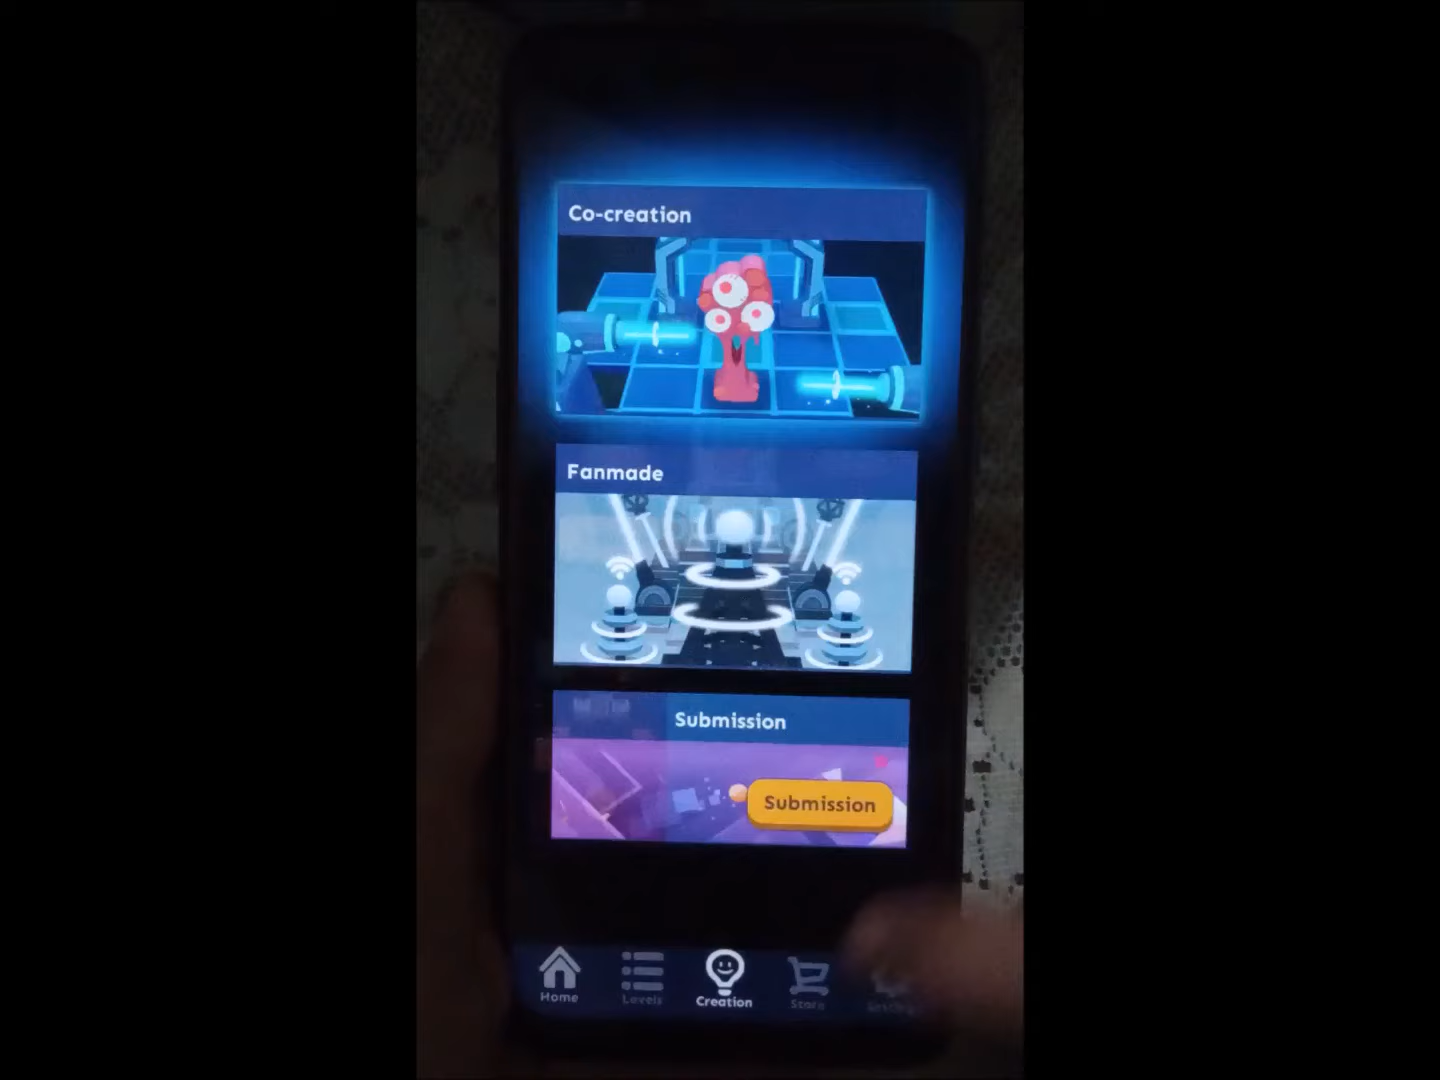 Co-creation
Fanmade
Submission
Submission
Home
Levels
Creation
Store